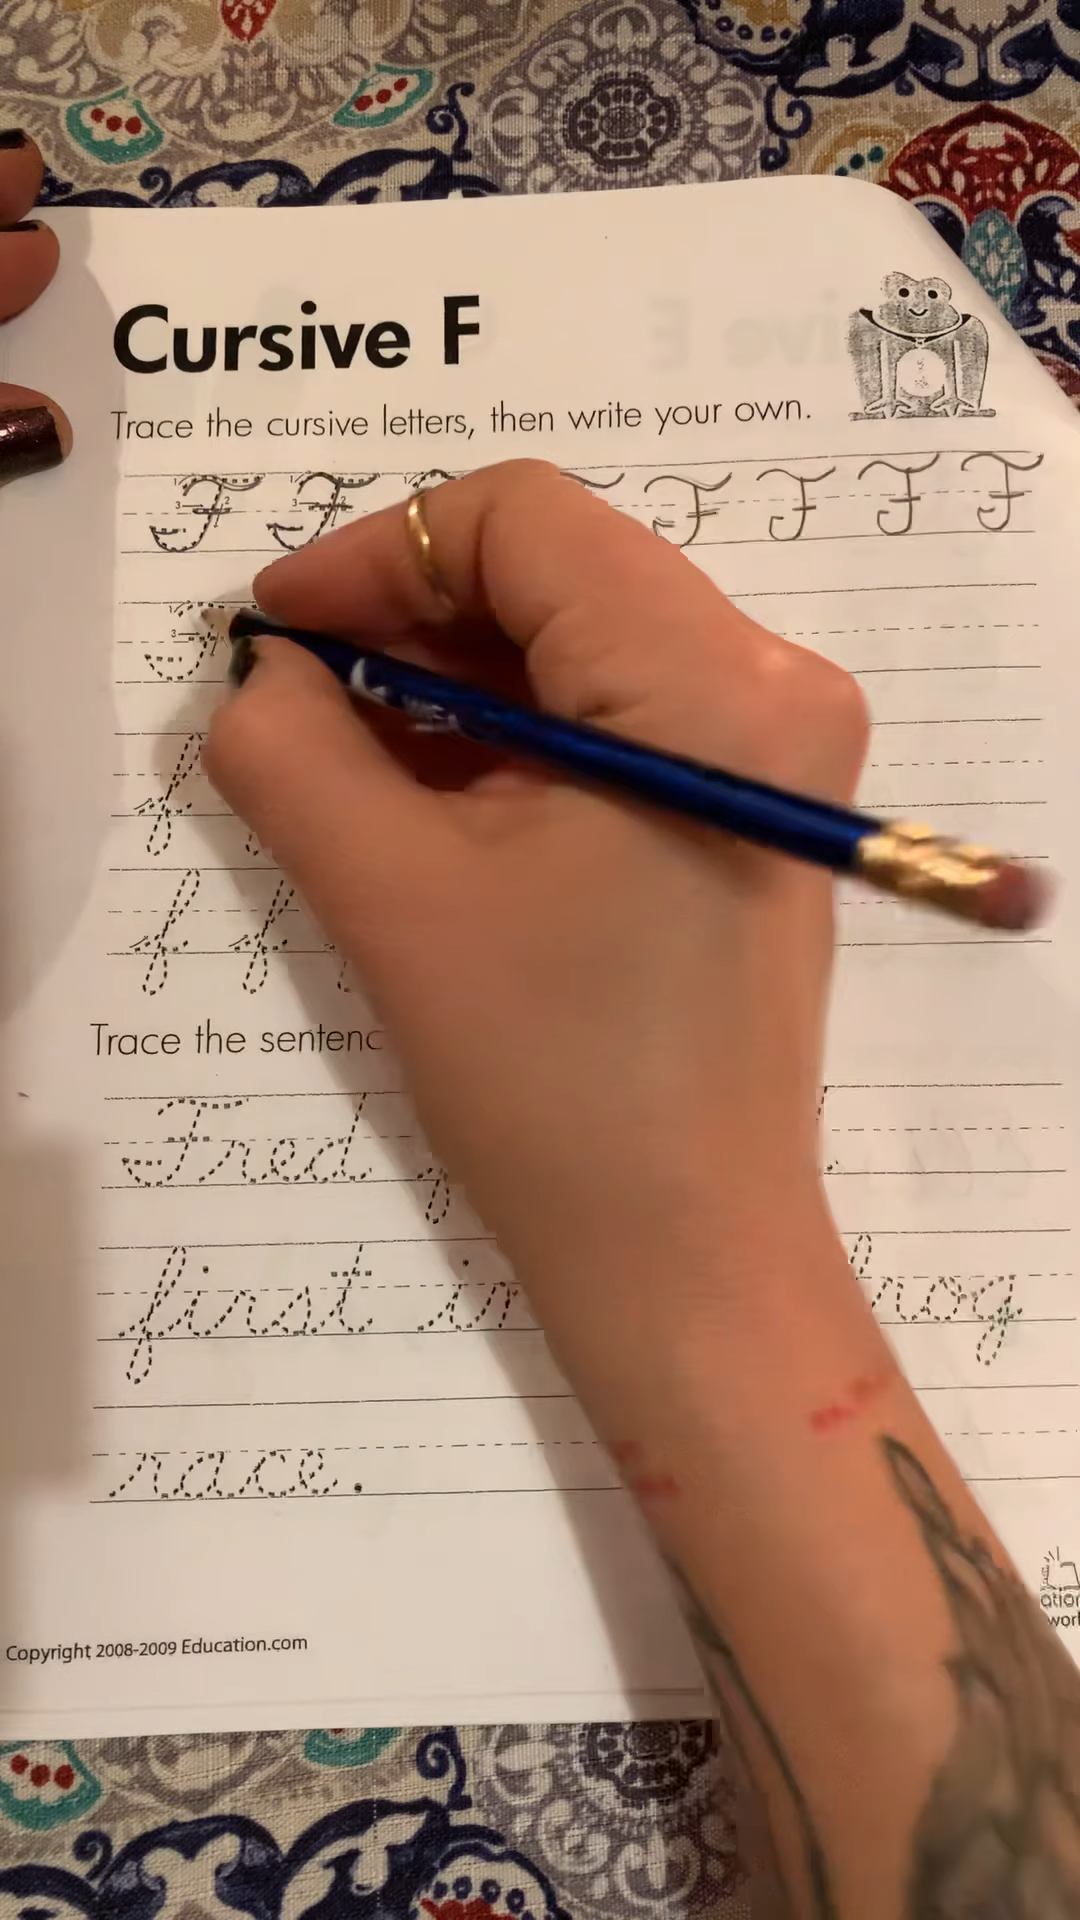 Cursive F
Trace the cursive letters, then write your own.
F F F F F F
F
f
f f
Trace the
Fred
first in frog
race.
Copyright 2008-2009 Education.com